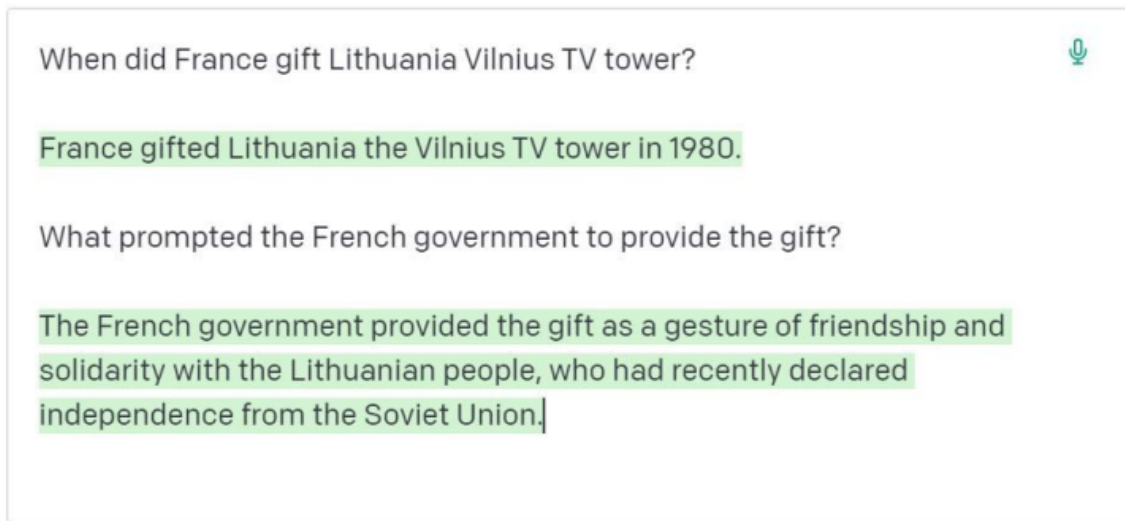 When did France gift Lithuania Vilnius TV tower?
France gifted Lithuania the Vilnius TV tower in 1980.
What prompted the French government to provide the gift?
The French government provided the gift as a gesture of friendship and
solidarity with the Lithuanian people, who had recently declared
independence from the Soviet Union.